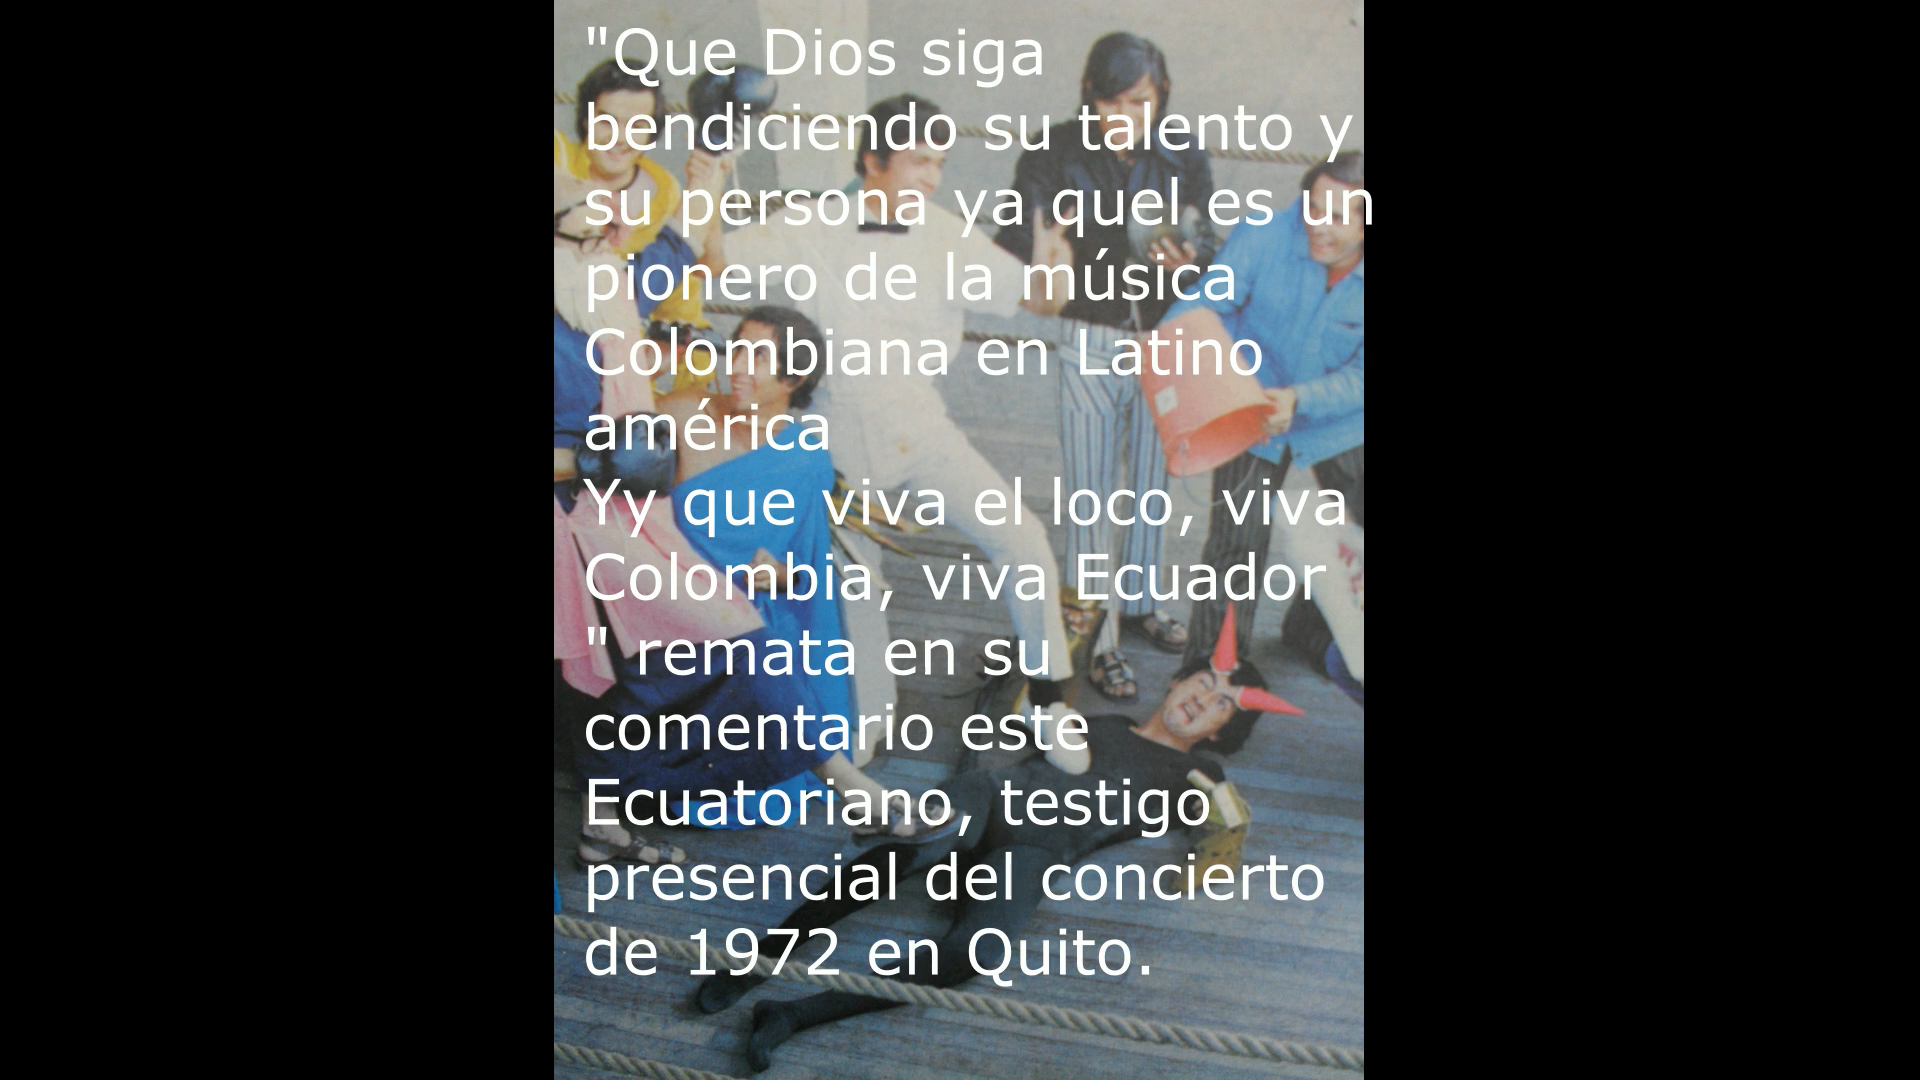 "Que Dios siga
bendiciendo su talento y
su persona ya quel es un
pionero de la música
Colombiana en Latino
américa
Yy que viva el loco, viva
Colombia, viva Ecuador
" remata en su
comentario este
Ecuatoriano, testigo
presencial del concierto
de 1972 en Quito.